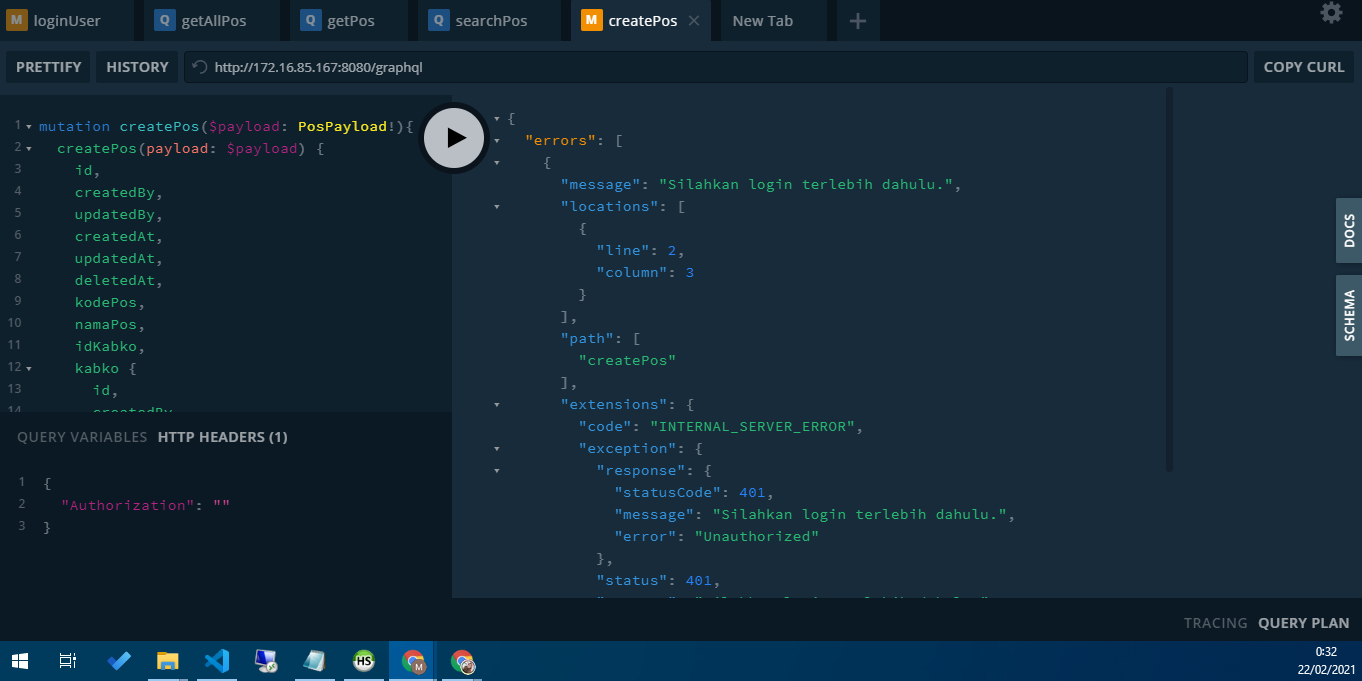 M loginUser
Q getAllPos
Q getPos
Q searchPos
M createPos
New Tab
PRETTIFY
HISTORY
http://172.16.85.167:8080/graphql
COPY CURL
1 mutation createPos($payload: PosPayload!){
2 createPos(payload: $payload) {
3 id,
4 createdBy,
5 updatedBy,
6 createdAt,
7 updatedAt,
8 deletedAt,
9 kodePos,
10 namaPos,
11 idKabko,
12 kabko {
13 id,
14 createdBy
QUERY VARIABLES
HTTP HEADERS (1)
1 {
2 "Authorization": ""
3 }
{
"errors": [
{
"message": "Silahkan login terlebih dahulu.",
"locations": [
{
"line": 2,
"column": 3
}
],
"path": [
"createPos"
],
"extensions": {
"code": "INTERNAL_SERVER_ERROR",
"exception": {
"response": {
"statusCode": 401,
"message": "Silahkan login terlebih dahulu.",
"error": "Unauthorized"
},
"status": 401,
DOCS
SCHEMA
TRACING
QUERY PLAN
HS
M
0:32
22/02/2021